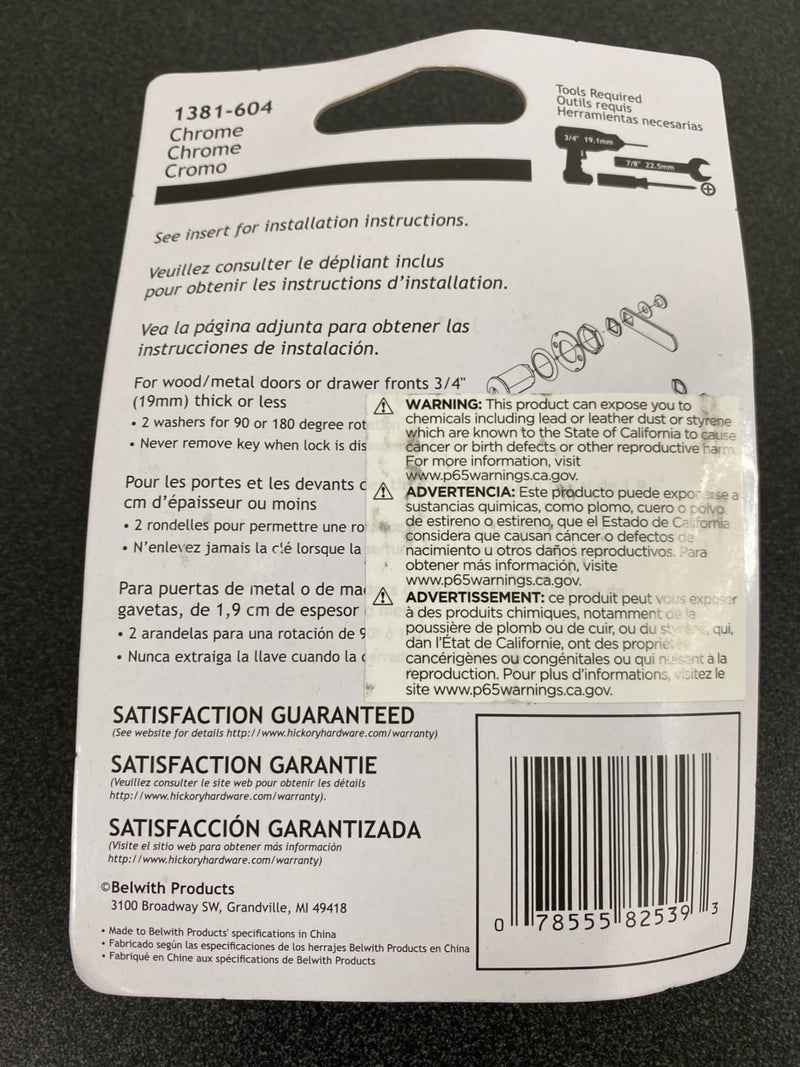 1381-604
Chrome
Chrome
Cromo
Tools Required
Outils requis
Herramientas necesarias
3/4" 19.1mm
7/8" 22.5mm
See insert for installation instructions.
Veuillez consulter le dépliant inclus
pour obtenir les instructions d'installation.
Vea la página adjunta para obtener las
instrucciones de instalación.
For wood/metal doors or drawer fronts 3/4"
(19mm) thick or less
• 2 washers for 90 or 180 degree rot
• Never remove key when lock is dis
Pour les portes et les devants d
cm d'épaisseur ou moins
• 2 rondelles pour permettre une ro
• N'enlevez jamais la clé lorsque la
Para puertas de metal o de ma
gavetas, de 1,9 cm de espesor
• 2 arandelas para una rotación de 9
• Nunca extraiga la llave cuando la
WARNING: This product can expose you to
chemicals including lead or leather dust or styrene
which are known to the State of California to cause
cancer or birth defects or other reproductive harm.
For more information, visit
www.p65warnings.ca.gov.
ADVERTENCIA: Este producto puede exponerse a
sustancias quimicas, como plomo, cuero o polvo
de estireno o estireno, que el Estado de California
considera que causan cáncer o defectos de
nacimiento u otros daños reproductivos. Para
obtener más información, visite
www.p65warnings.ca.gov.
ADVERTISSEMENT: ce produit peut vous exposer
à des produits chimiques, notamment de la
poussière de plomb ou de cuir, ou du styrène, qui,
dan l'État de Californie, ont des propriétés
cancérigènes ou congénitales ou qui nuisent à la
reproduction. Pour plus d'informations, visitez le
site www.p65warnings.ca.gov.
SATISFACTION GUARANTEED
(See website for details http://www.hickoryhardware.com/warranty)
SATISFACTION GARANTIE
(Veuillez consulter le site web pour obtenir les détails
http://www.hickoryhardware.com/warranty).
SATISFACCIÓN GARANTIZADA
(Visite el sitio web para obtener más información
http://www.hickoryhardware.com/warranty)
©Belwith Products
3100 Broadway SW, Grandville, MI 49418
• Made to Belwith Products' specifications in China
• Fabricado según las especificaciones de los herrajes Belwith Products en China
• Fabriqué en Chine aux spécifications de Belwith Products
0 78555 82539 3